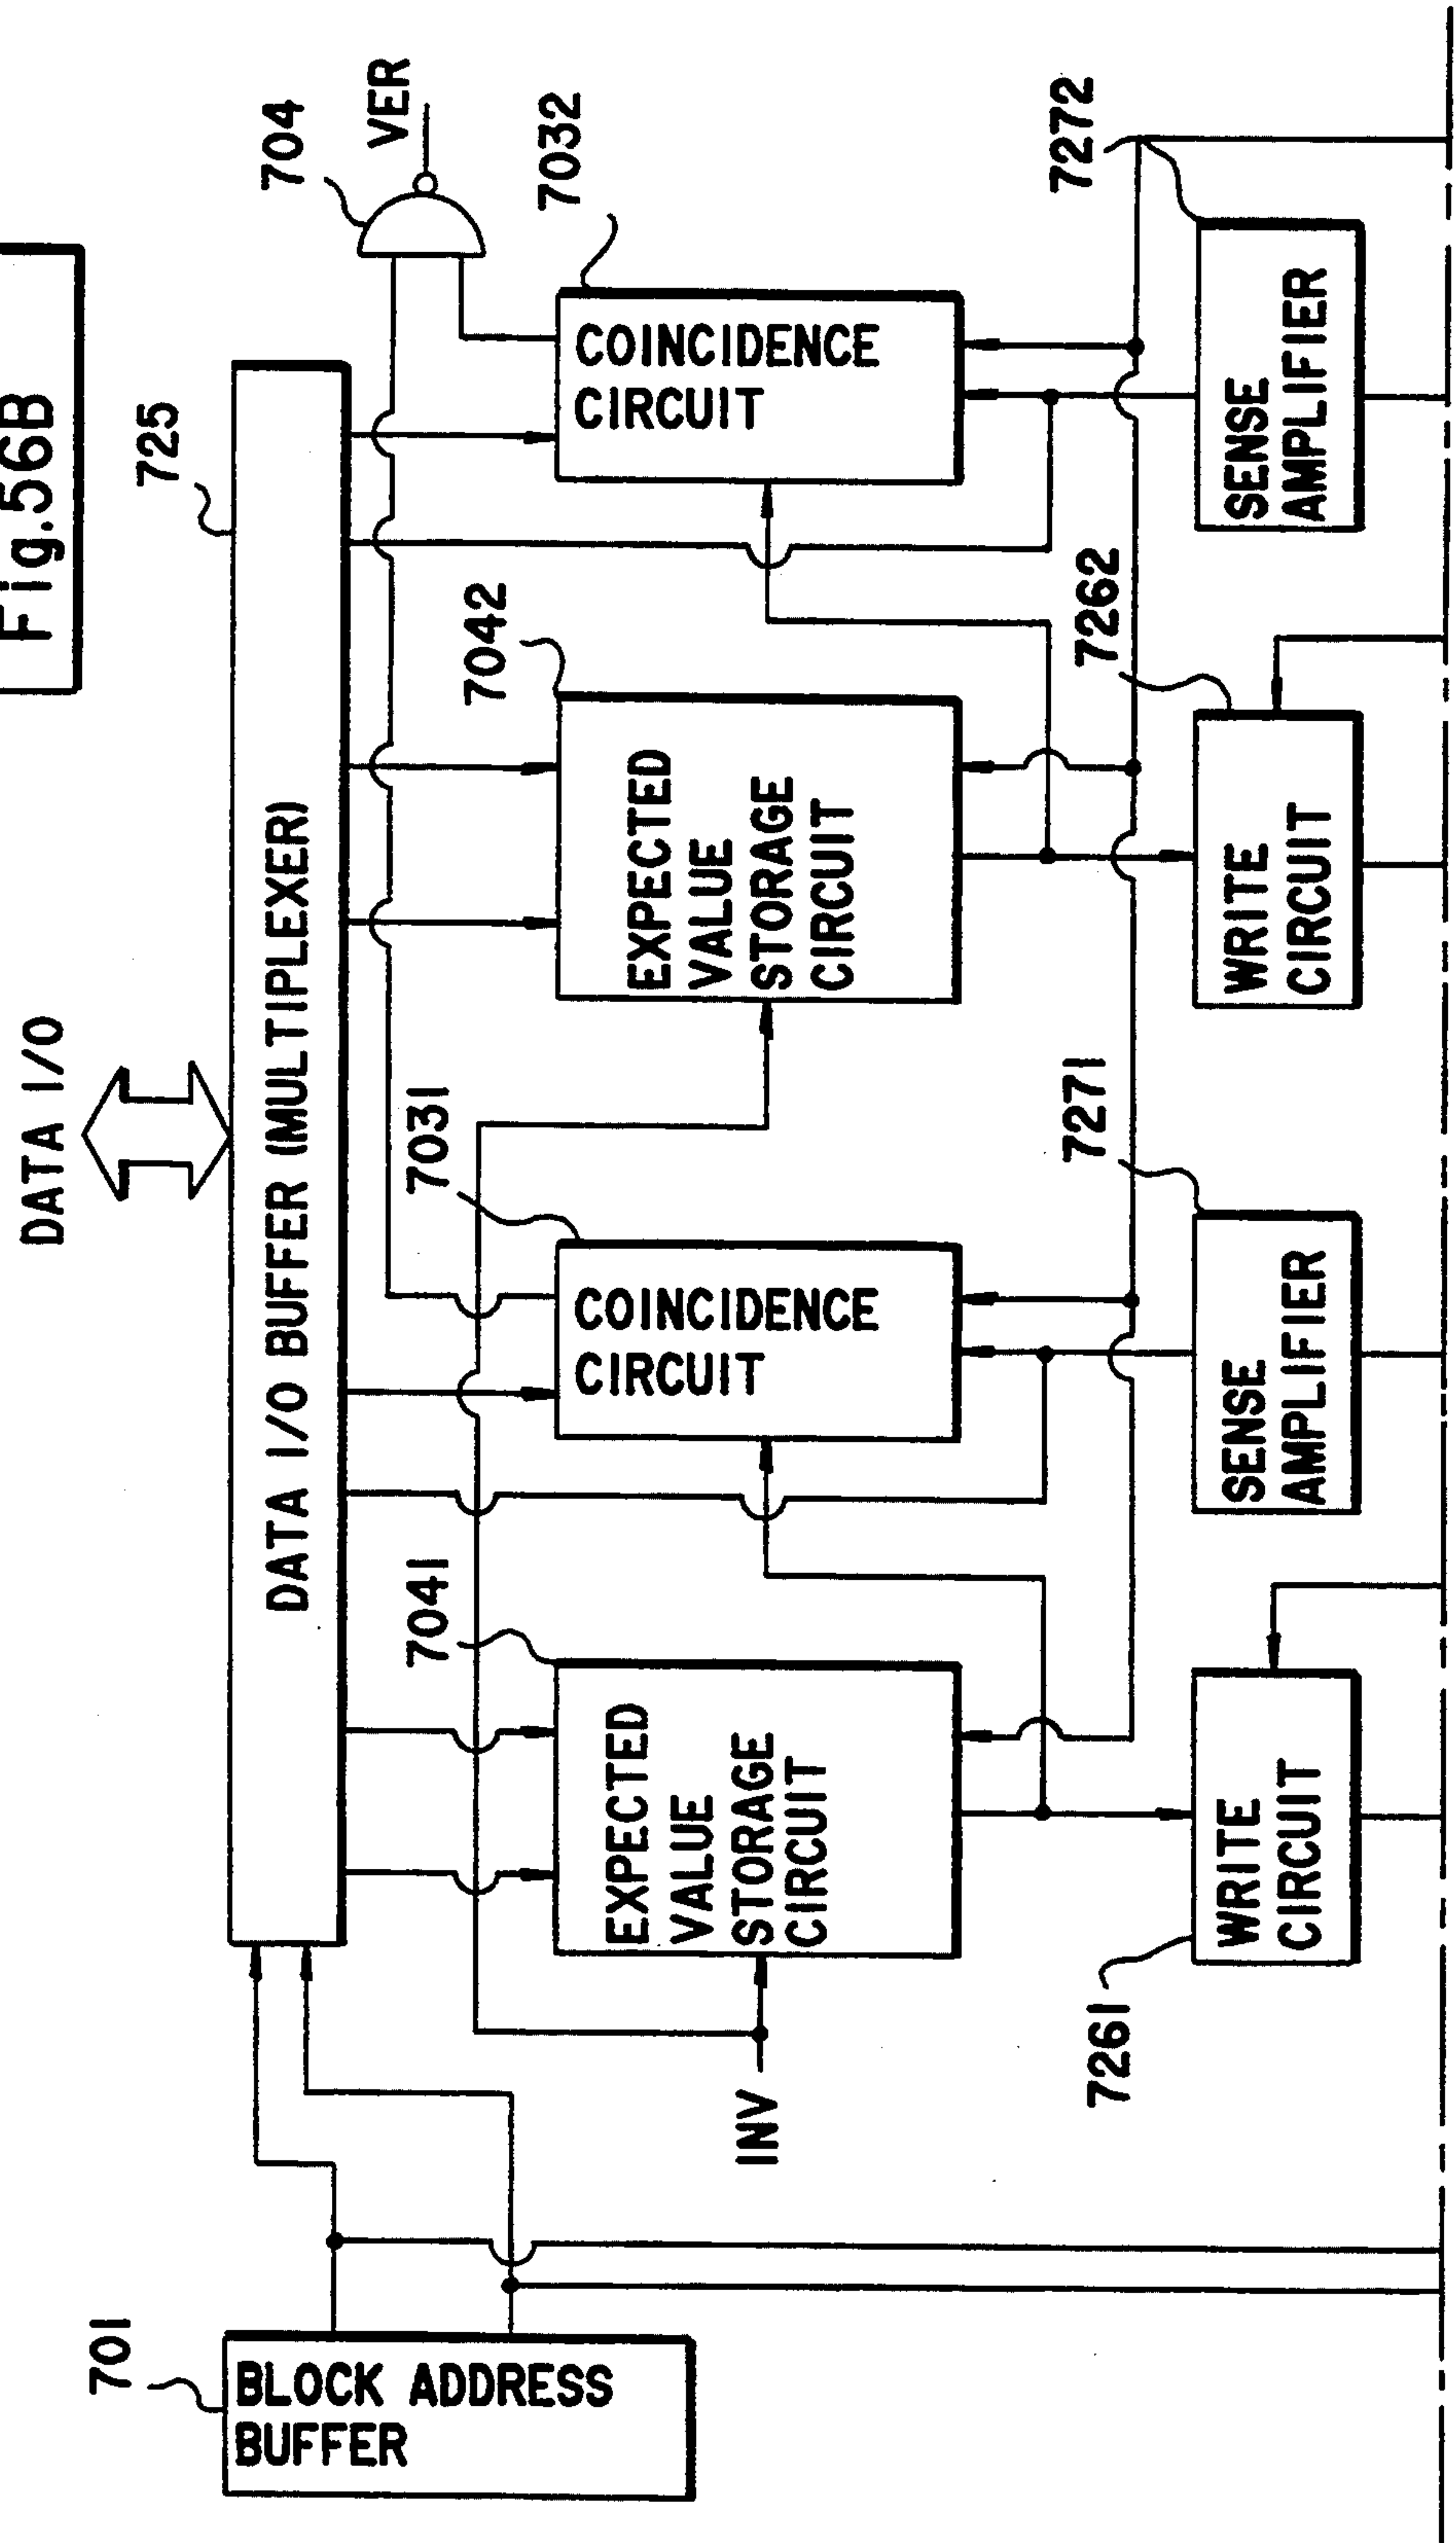 Fig.56B
DATA I/O
725
DATA I/O BUFFER (MULTIPLEXER)
701
BLOCK ADDRESS
BUFFER
704
VER
7041
EXPECTED
VALUE
STORAGE
CIRCUIT
7031
COINCIDENCE
CIRCUIT
7042
EXPECTED
VALUE
STORAGE
CIRCUIT
7032
COINCIDENCE
CIRCUIT
INV
7261
WRITE
CIRCUIT
7271
SENSE
AMPLIFIER
7262
WRITE
CIRCUIT
7272
SENSE
AMPLIFIER